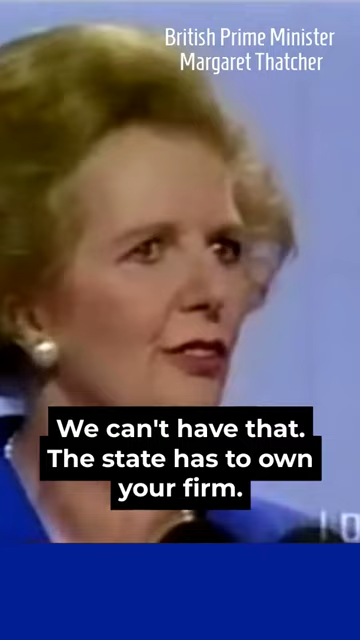 British Prime Minister
Margaret Thatcher
We can't have that.
The state has to own
your firm.